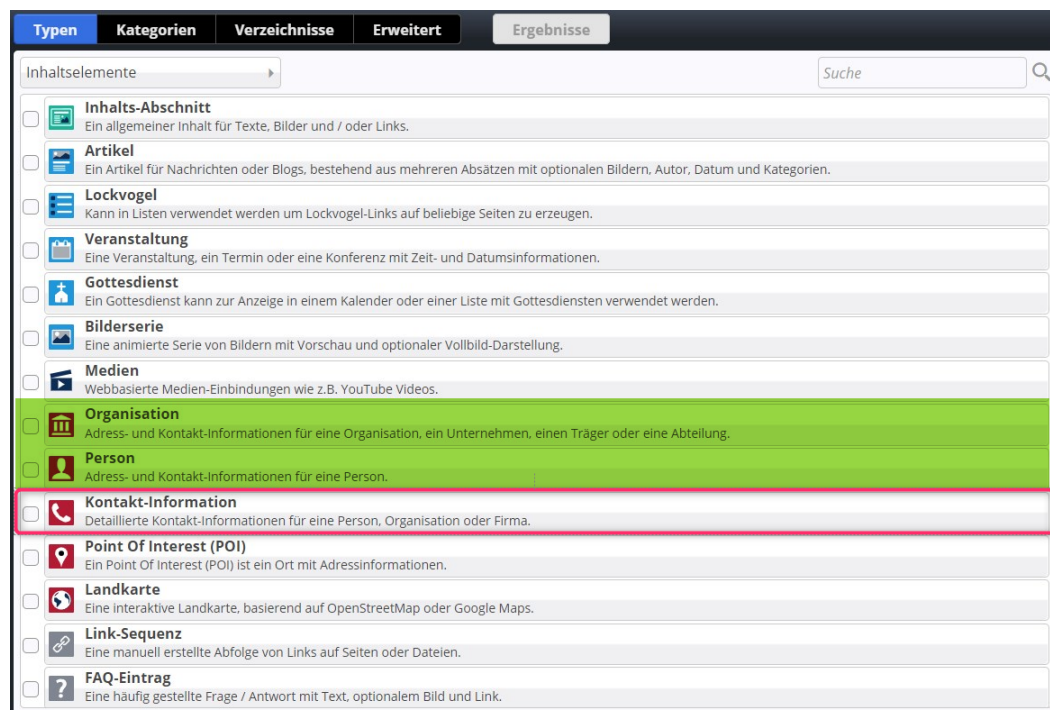 Typen Kategorien Verzeichnisse Erweitert Ergebnisse
Inhaltselemente Suche
Inhalts-Abschnitt
Ein allgemeiner Inhalt für Texte, Bilder und / oder Links.
Artikel
Ein Artikel für Nachrichten oder Blogs, bestehend aus mehreren Absätzen mit optionalen Bildern, Autor, Datum und Kategorien.
Lockvogel
Kann in Listen verwendet werden um Lockvogel-Links auf beliebige Seiten zu erzeugen.
Veranstaltung
Eine Veranstaltung, ein Termin oder eine Konferenz mit Zeit- und Datumsinformationen.
Gottesdienst
Ein Gottesdienst kann zur Anzeige in einem Kalender oder einer Liste mit Gottesdiensten verwendet werden.
Bilderserie
Eine animierte Serie von Bildern mit Vorschau und optionaler Vollbild-Darstellung.
Medien
Webbasierte Medien-Einbindungen wie z.B. YouTube Videos.
Organisation
Adress- und Kontakt-Informationen für eine Organisation, ein Unternehmen, einen Träger oder eine Abteilung.
Person
Adress- und Kontakt-Informationen für eine Person.
Kontakt-Information
Detaillierte Kontakt-Informationen für eine Person, Organisation oder Firma.
Point Of Interest (POI)
Ein Point Of Interest (POI) ist ein Ort mit Adressinformationen.
Landkarte
Eine interaktive Landkarte, basierend auf OpenStreetMap oder Google Maps.
Link-Sequenz
Eine manuell erstellte Abfolge von Links auf Seiten oder Dateien.
FAQ-Eintrag
Eine häufig gestellte Frage / Antwort mit Text, optionalem Bild und Link.